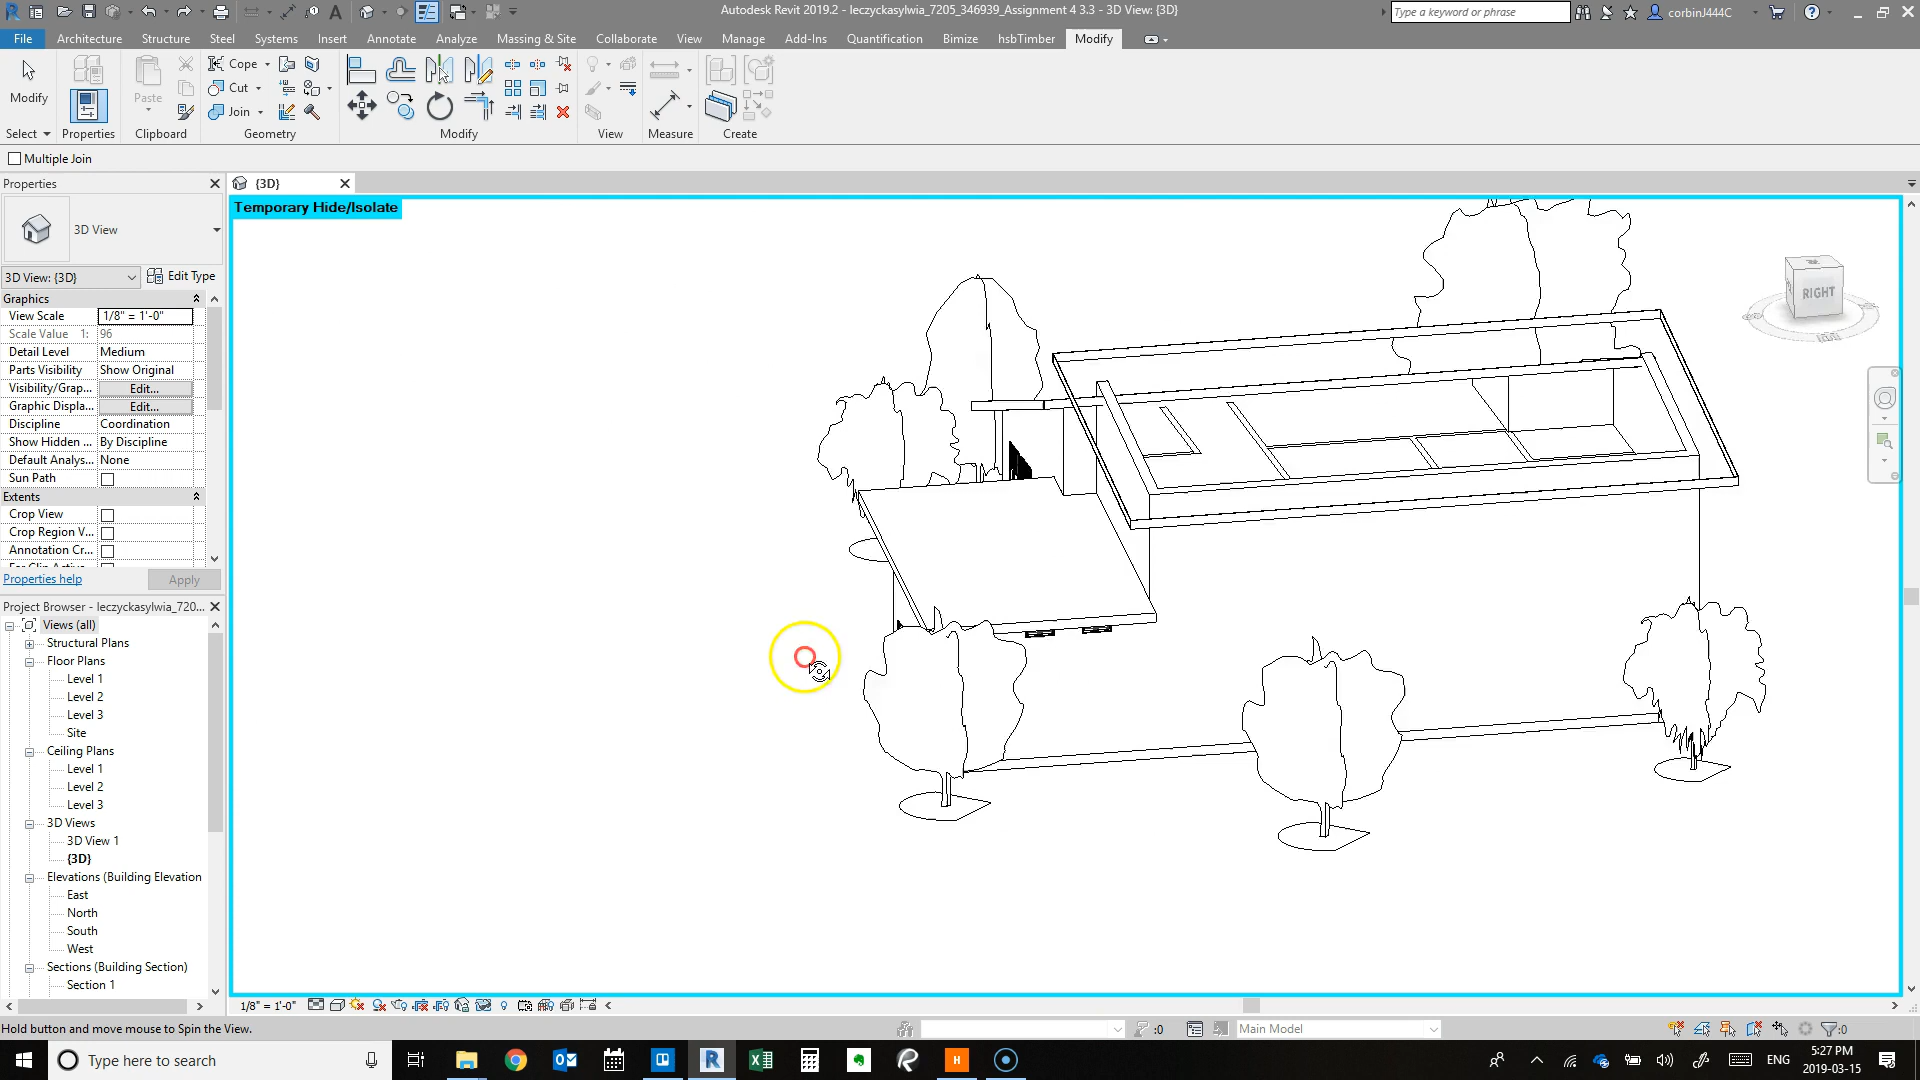 Autodesk Revit 2019.2 - leczyckasylwia_7205_346939_Assignment 4 3.3 - 3D View: {3D}
Type a keyword or phrase
corbinJ444C
File
Architecture
Structure
Steel
Systems
Insert
Annotate
Analyze
Massing & Site
Collaborate
View
Manage
Add-Ins
Quantification
Bimize
hsbTimber
Modify
Modify
Paste
Cope
Cut
Join
Select
Properties
Clipboard
Geometry
Modify
View
Measure
Create
Multiple Join
Properties
{3D}
Temporary Hide/Isolate
3D View
3D View: {3D}
Edit Type
Graphics
View Scale 1/8" = 1'-0"
Scale Value 1: 96
Detail Level Medium
Parts Visibility Show Original
Visibility/Grap... Edit...
Graphic Displa... Edit...
Discipline Coordination
Show Hidden ... By Discipline
Default Analys... None
Sun Path
Extents
Crop View
Crop Region V...
Annotation Cr...
Properties help
Apply
RIGHT
Project Browser - leczyckasylwia_720...
Views (all)
Structural Plans
Floor Plans
Level 1
Level 2
Level 3
Site
Ceiling Plans
Level 1
Level 2
Level 3
3D Views
3D View 1
{3D}
Elevations (Building Elevation
East
North
South
West
Sections (Building Section)
Section 1
1/8" = 1'-0"
Hold button and move mouse to Spin the View.
:0
Main Model
:0
Type here to search
ENG
5:27 PM
2019-03-15